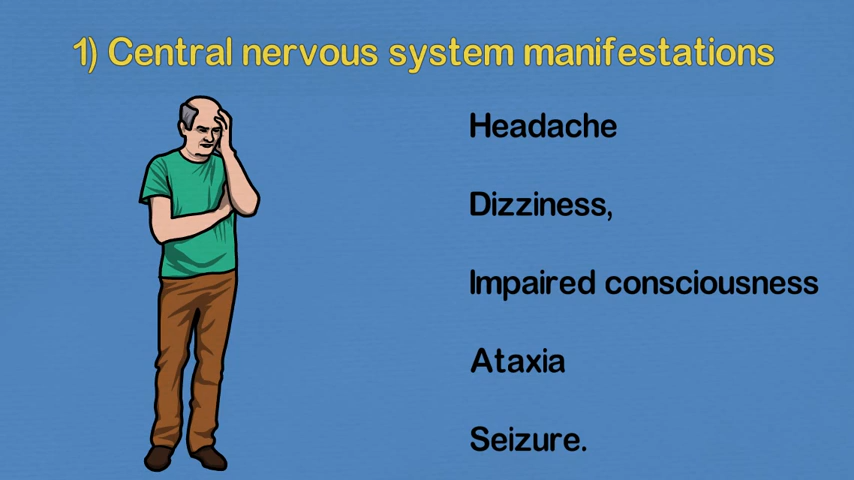 1) Central nervous system manifestations
Headache
Dizziness,
Impaired consciousness
Ataxia
Seizure.